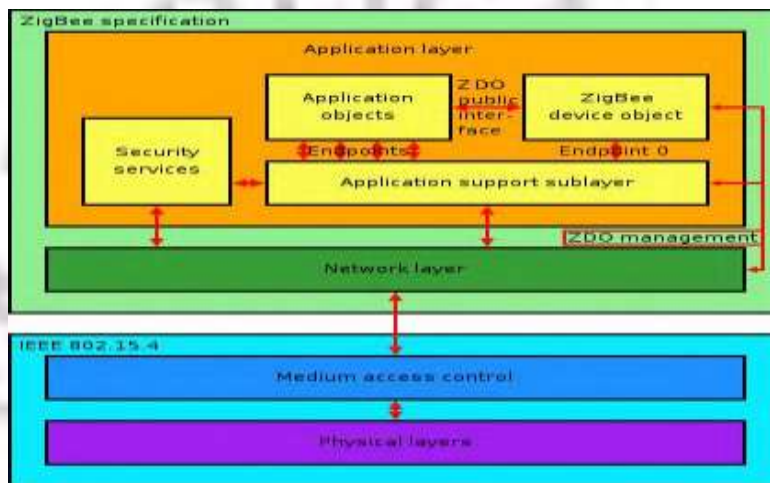 ZigBee specification
Application layer
Application
objects
ZDO
public
inter-
face
ZigBee
device object
Security
services
Endpoints
Endpoint 0
Application support sublayer
ZDO management
Network layer
IEEE 802.15.4
Medium access control
Physical layers